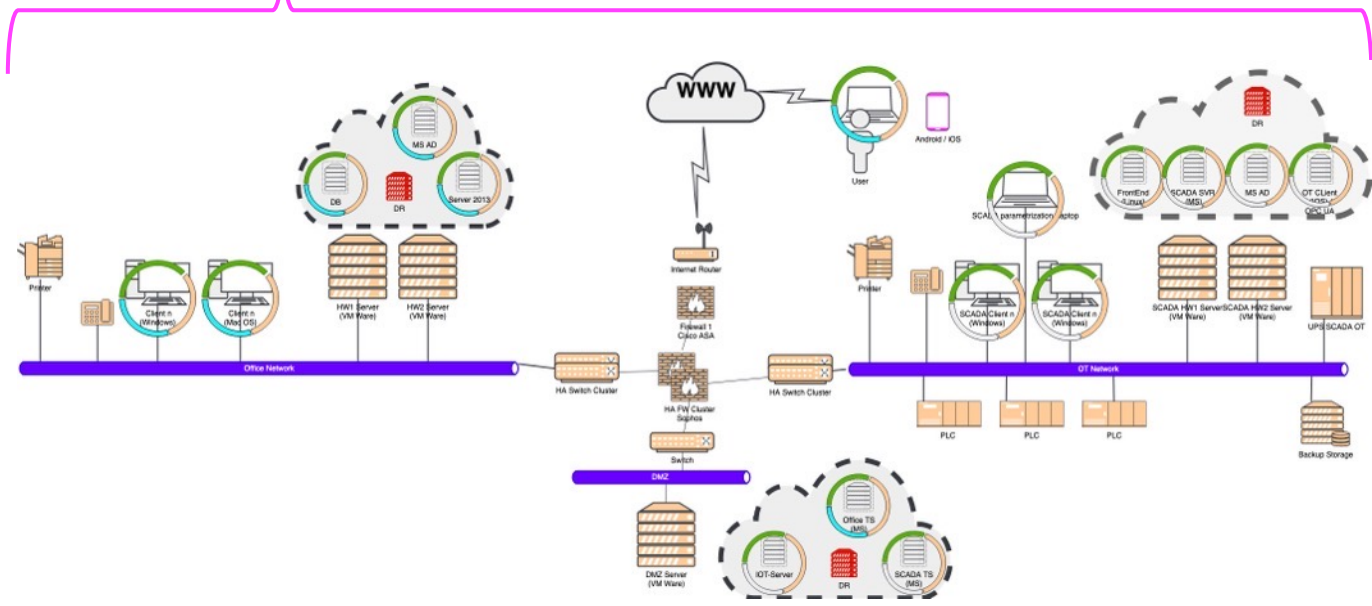 WWW
Android / iOS
User
MS AD
DB
DR
Server 2013
DR
FrontEnd
(Linux)
SCADA SVR
(MS)
MS AD
OT CLient
OPC UA
SCADA parametrization laptop
Internet Router
Printer
Client n
(Windows)
Client n
(Mac OS)
HW1 Server
(VM Ware)
HW2 Server
(VM Ware)
Firewall 1
Cisco ASA
Printer
SCADA Client n
(Windows)
SCADA Client n
(Windows)
SCADA HW1 Server
(VM Ware)
SCADA HW2 Server
(VM Ware)
UPS SCADA OT
Office Network
HA Switch Cluster
HA FW Cluster
Sophos
HA Switch Cluster
OT Network
PLC
PLC
PLC
Backup Storage
Switch
DMZ
DMZ Server
(VM Ware)
Office TS
(MS)
IOT-Server
DR
SCADA TS
(MS)